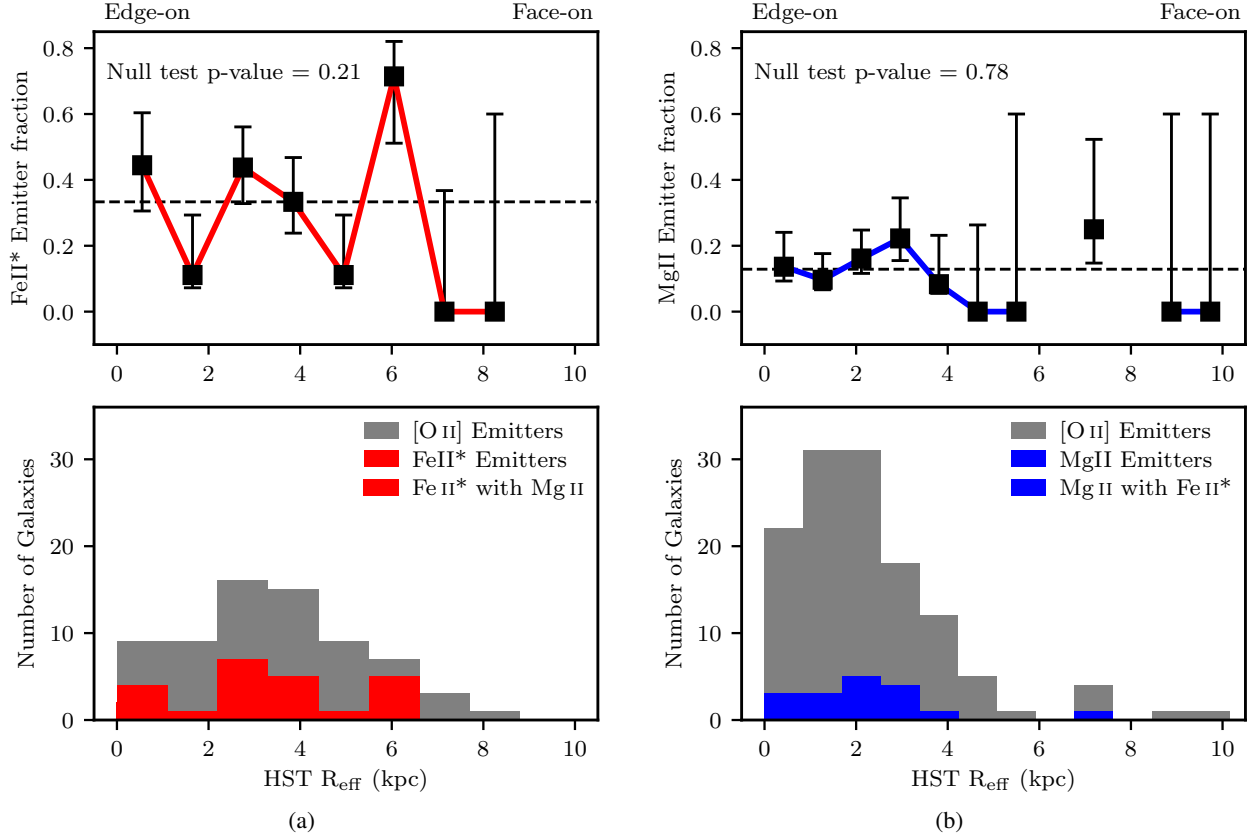 Edge-on Face-on
Null test p-value = 0.21
FeII* Emitter fraction
0.8
0.6
0.4
0.2
0.0
0 2 4 6 8 10
[O II] Emitters
FeII* Emitters
Fe II* with Mg II
Number of Galaxies
30
20
10
0
0 2 4 6 8 10
HST Reff (kpc)
(a)
Edge-on Face-on
Null test p-value = 0.78
MgII Emitter fraction
0.8
0.6
0.4
0.2
0.0
0 2 4 6 8 10
[O II] Emitters
MgII Emitters
Mg II with Fe II*
Number of Galaxies
30
20
10
0
0 2 4 6 8 10
HST Reff (kpc)
(b)